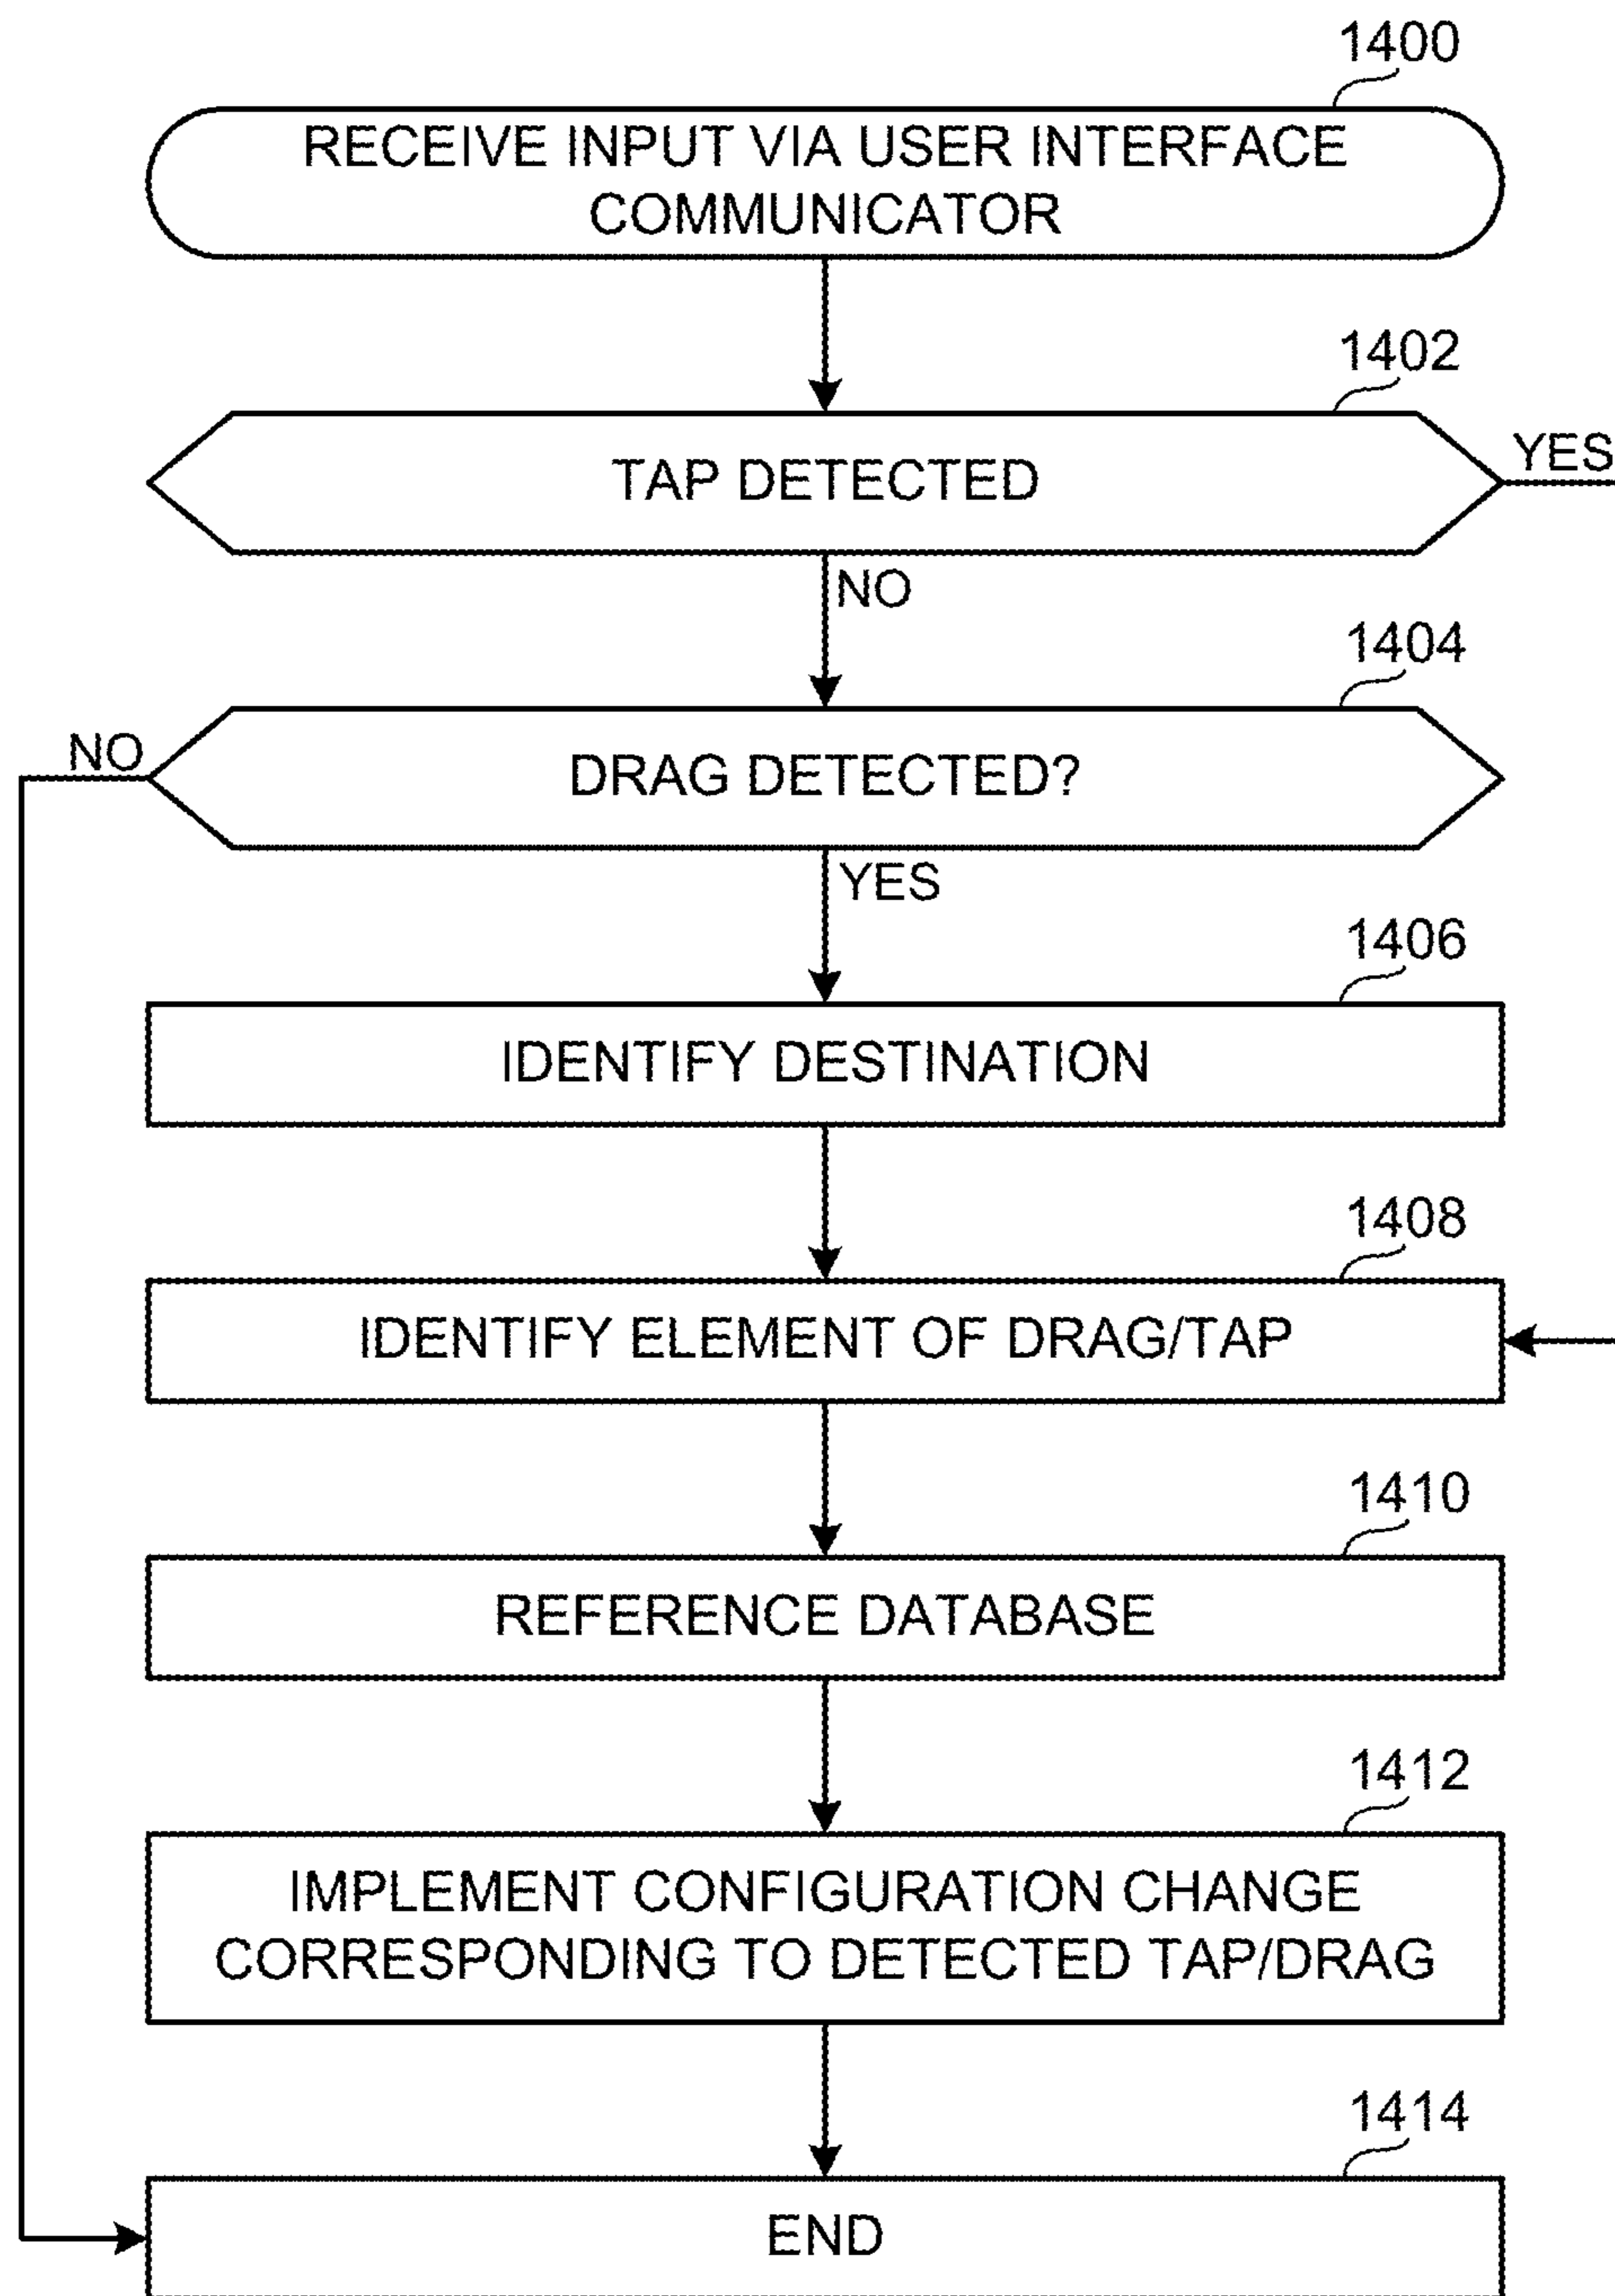 1400
RECEIVE INPUT VIA USER INTERFACE
COMMUNICATOR
1402
TAP DETECTED
YES
NO
1404
NO
DRAG DETECTED?
YES
1406
IDENTIFY DESTINATION
1408
IDENTIFY ELEMENT OF DRAG/TAP
1410
REFERENCE DATABASE
1412
IMPLEMENT CONFIGURATION CHANGE
CORRESPONDING TO DETECTED TAP/DRAG
1414
END